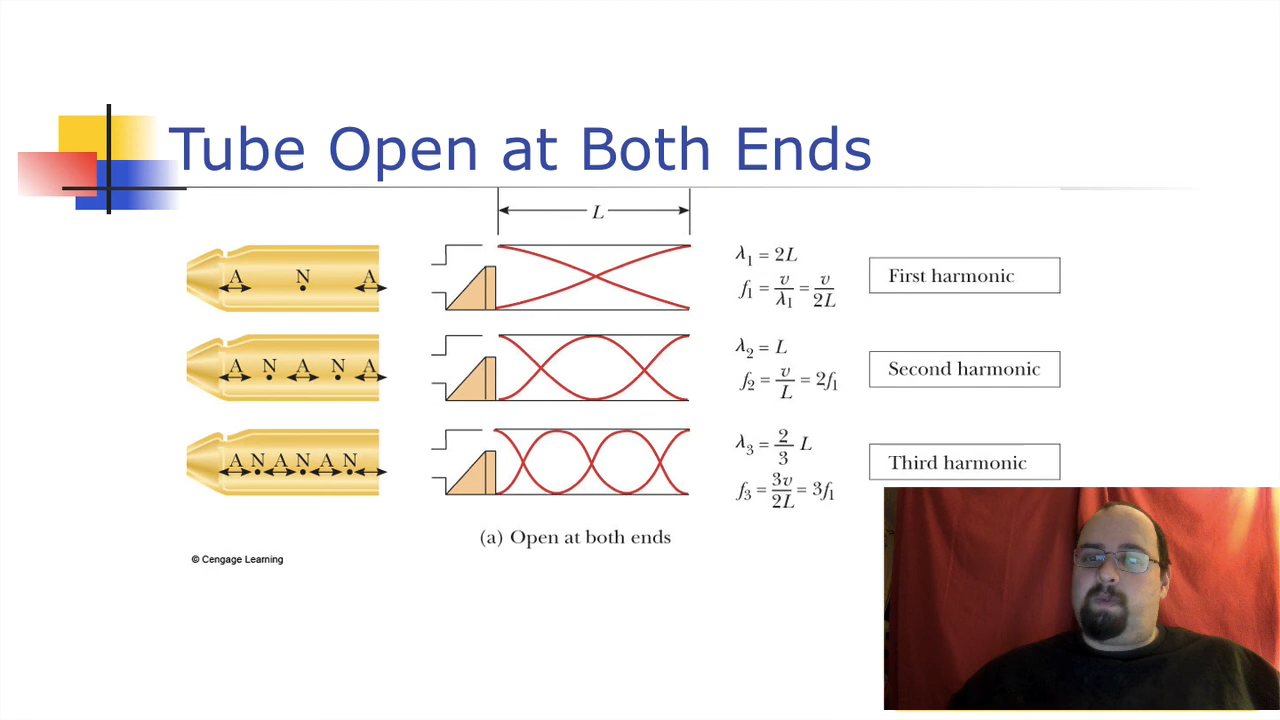 Tube Open at Both Ends
L
A N A
λ₁ = 2L
f₁ = v/λ₁ = v/2L
First harmonic
A N A N A
λ₂ = L
f₂ = v/L = 2f₁
Second harmonic
A N A N A N
λ₃ = 2/3 L
f₃ = 3v/2L = 3f₁
Third harmonic
(a) Open at both ends
© Cengage Learning